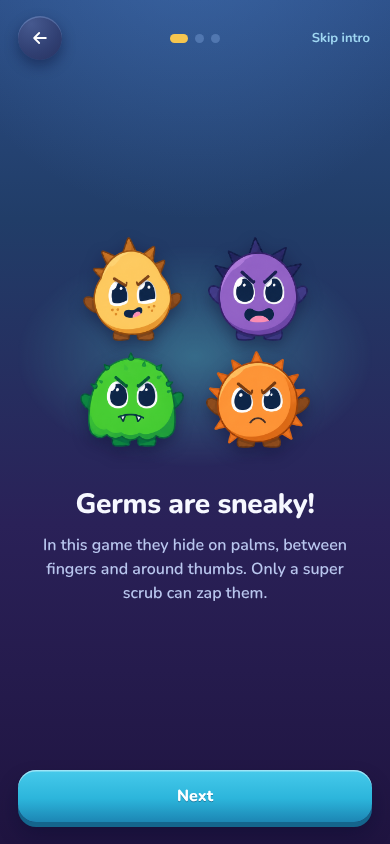 Skip intro
Germs are sneaky!
In this game they hide on palms, between
fingers and around thumbs. Only a super
scrub can zap them.
Next